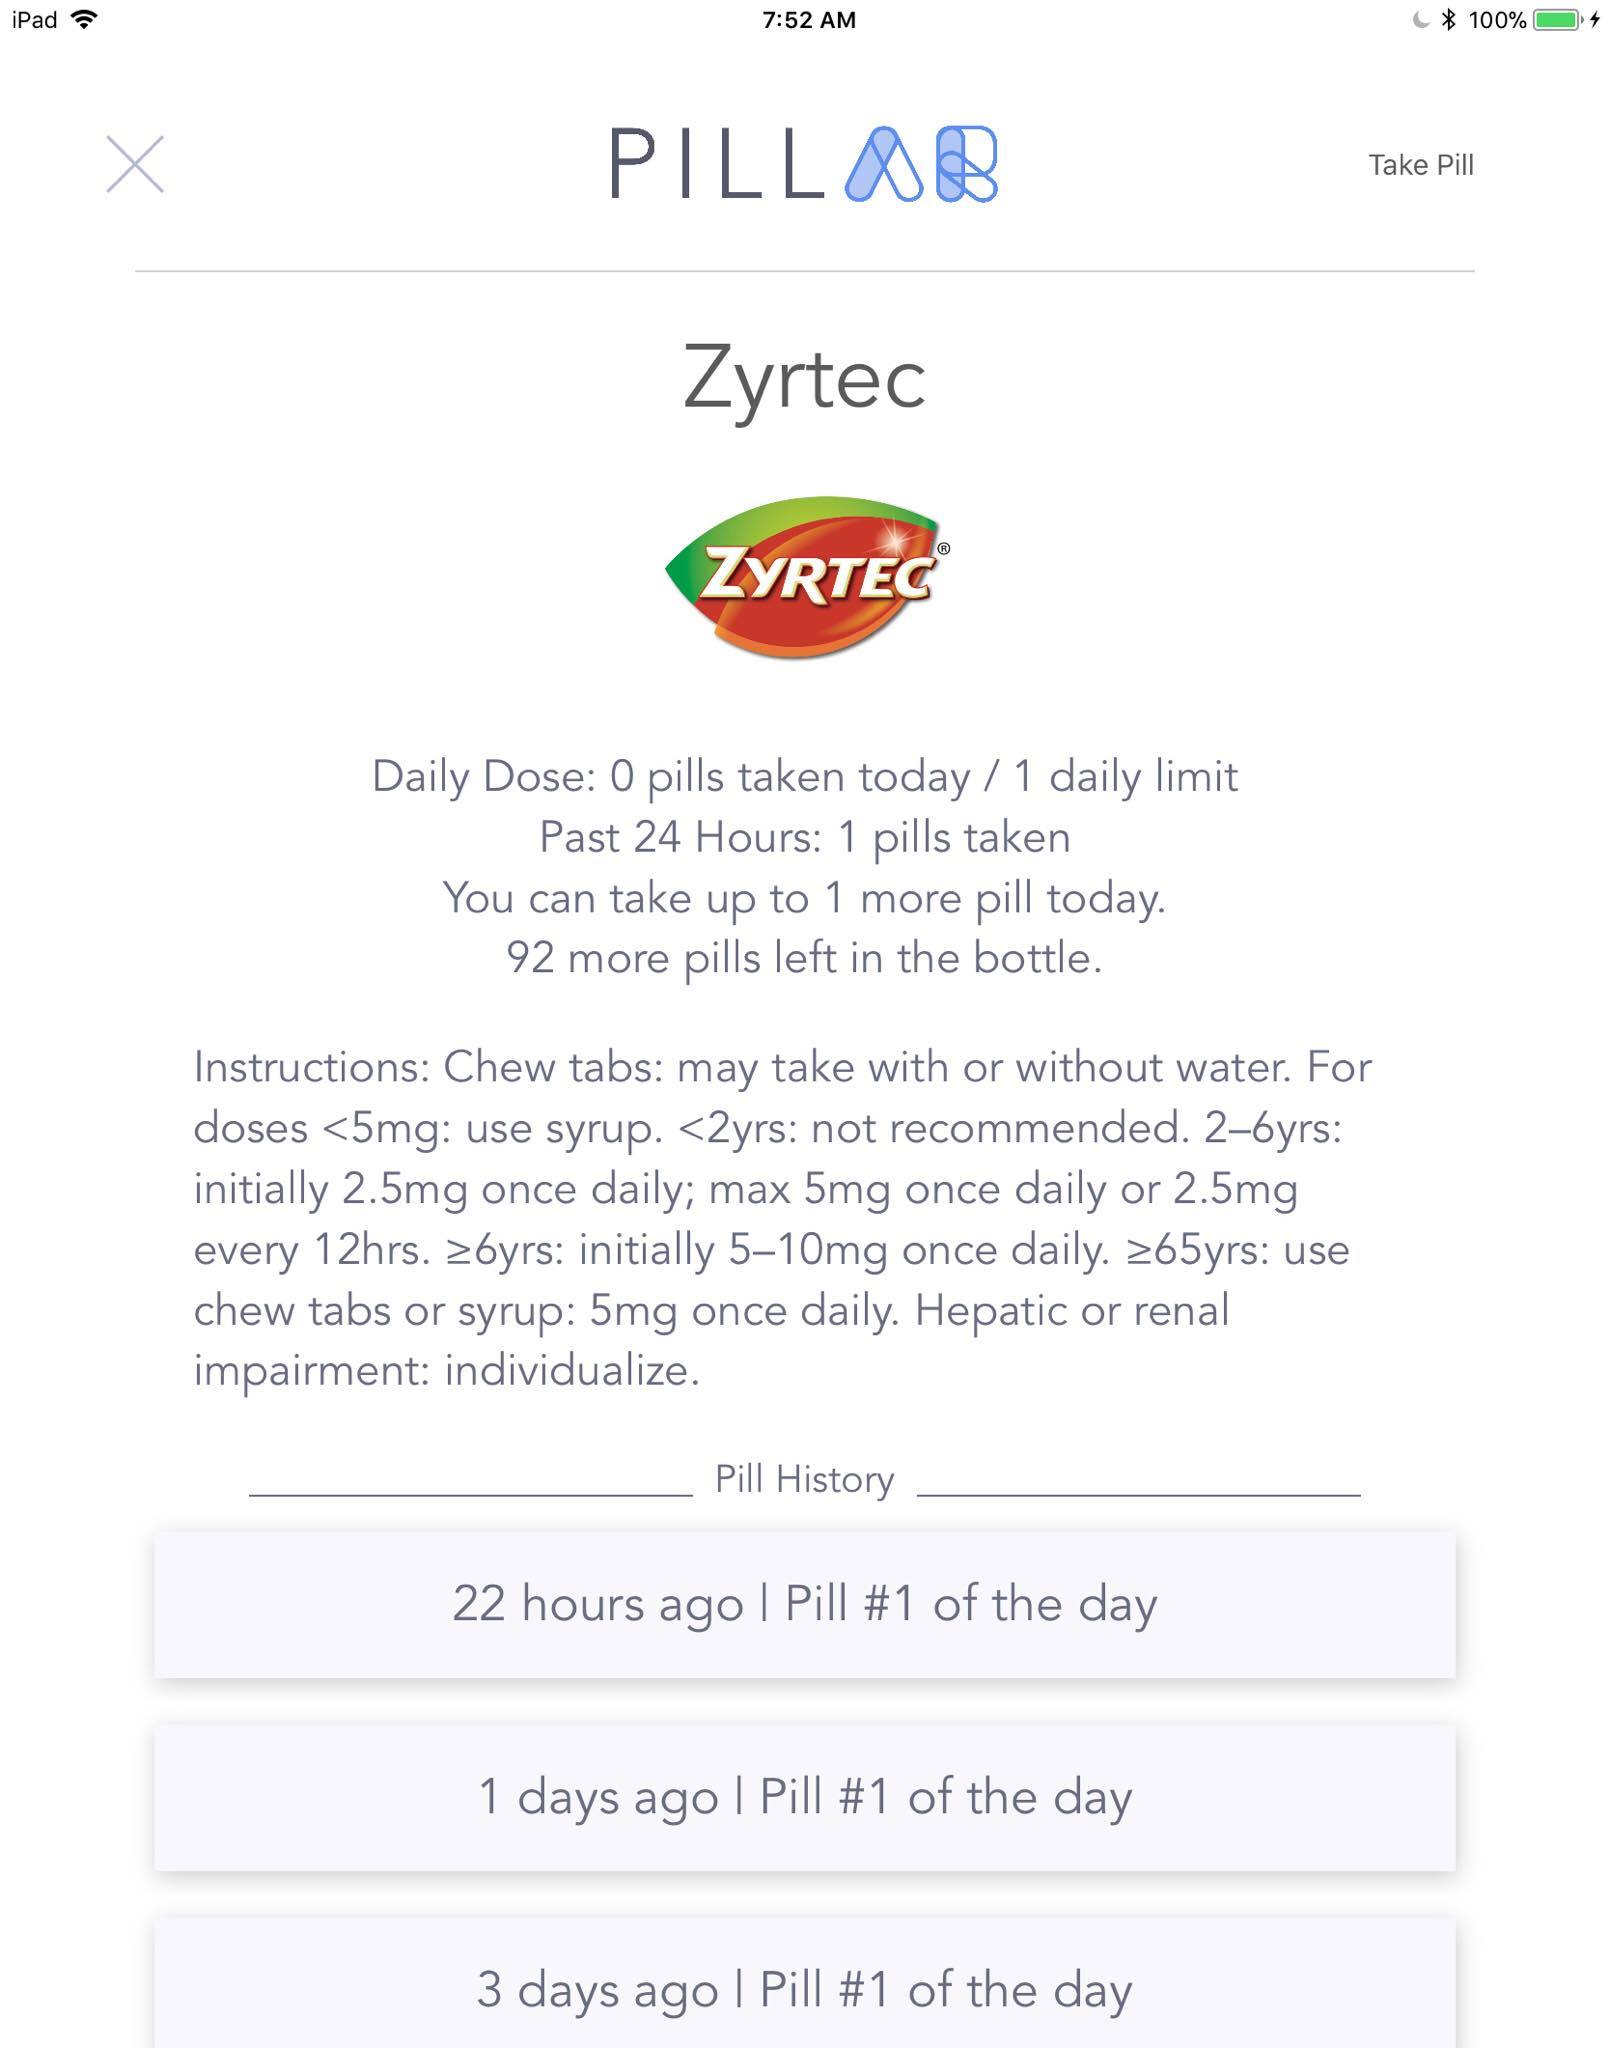 iPad 7:52 AM 100%
PILLAR
Take Pill
Zyrtec
ZYRTEC®
Daily Dose: 0 pills taken today / 1 daily limit
Past 24 Hours: 1 pills taken
You can take up to 1 more pill today.
92 more pills left in the bottle.
Instructions: Chew tabs: may take with or without water. For
doses <5mg: use syrup. <2yrs: not recommended. 2–6yrs:
initially 2.5mg once daily; max 5mg once daily or 2.5mg
every 12hrs. ≥6yrs: initially 5–10mg once daily. ≥65yrs: use
chew tabs or syrup: 5mg once daily. Hepatic or renal
impairment: individualize.
Pill History
22 hours ago | Pill #1 of the day
1 days ago | Pill #1 of the day
3 days ago | Pill #1 of the day